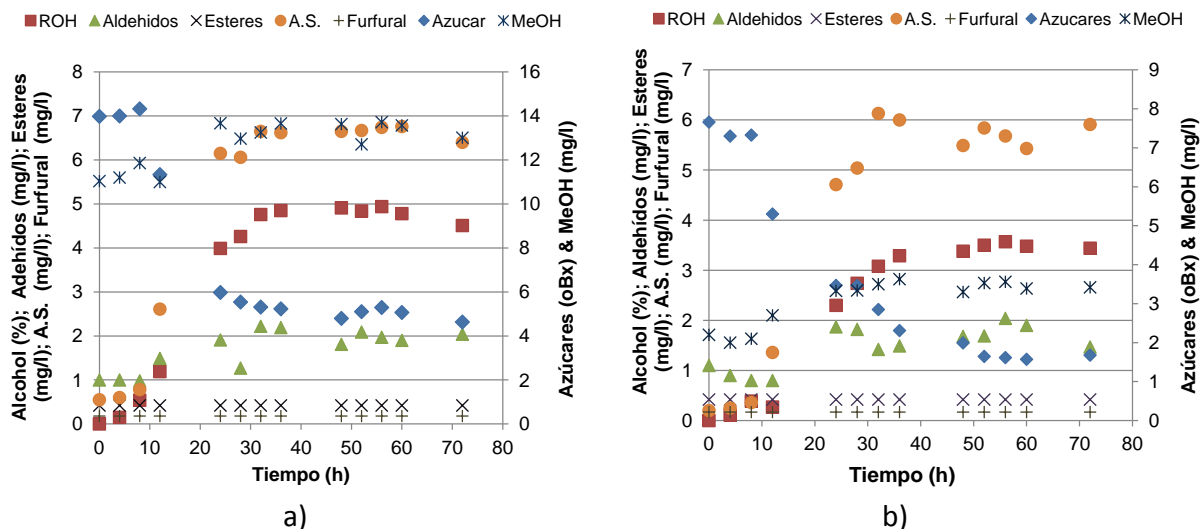 ROH Aldehidos Esteres A.S. Furfural Azucar MeOH
Alcohol (%); Adehídos (mg/l); Esteres
(mg/l); A.S. (mg/l); Furfural (mg/l)
8
7
6
5
4
3
2
1
0
16
14
12
10
8
6
4
2
0
Azúcares (oBx) & MeOH (mg/l)
0 10 20 30 40 50 60 70 80
Tiempo (h)
a)
ROH Aldehidos Esteres A.S. Furfural Azucares MeOH
Alcohol (%); Aldehídos (mg/l); Esteres
(mg/l); A.S. (mg/l); Furfural (mg/l)
7
6
5
4
3
2
1
0
9
8
7
6
5
4
3
2
1
0
Azúcares (oBx) & MeOH (mg/l)
0 10 20 30 40 50 60 70 80
Tiempo (h)
b)